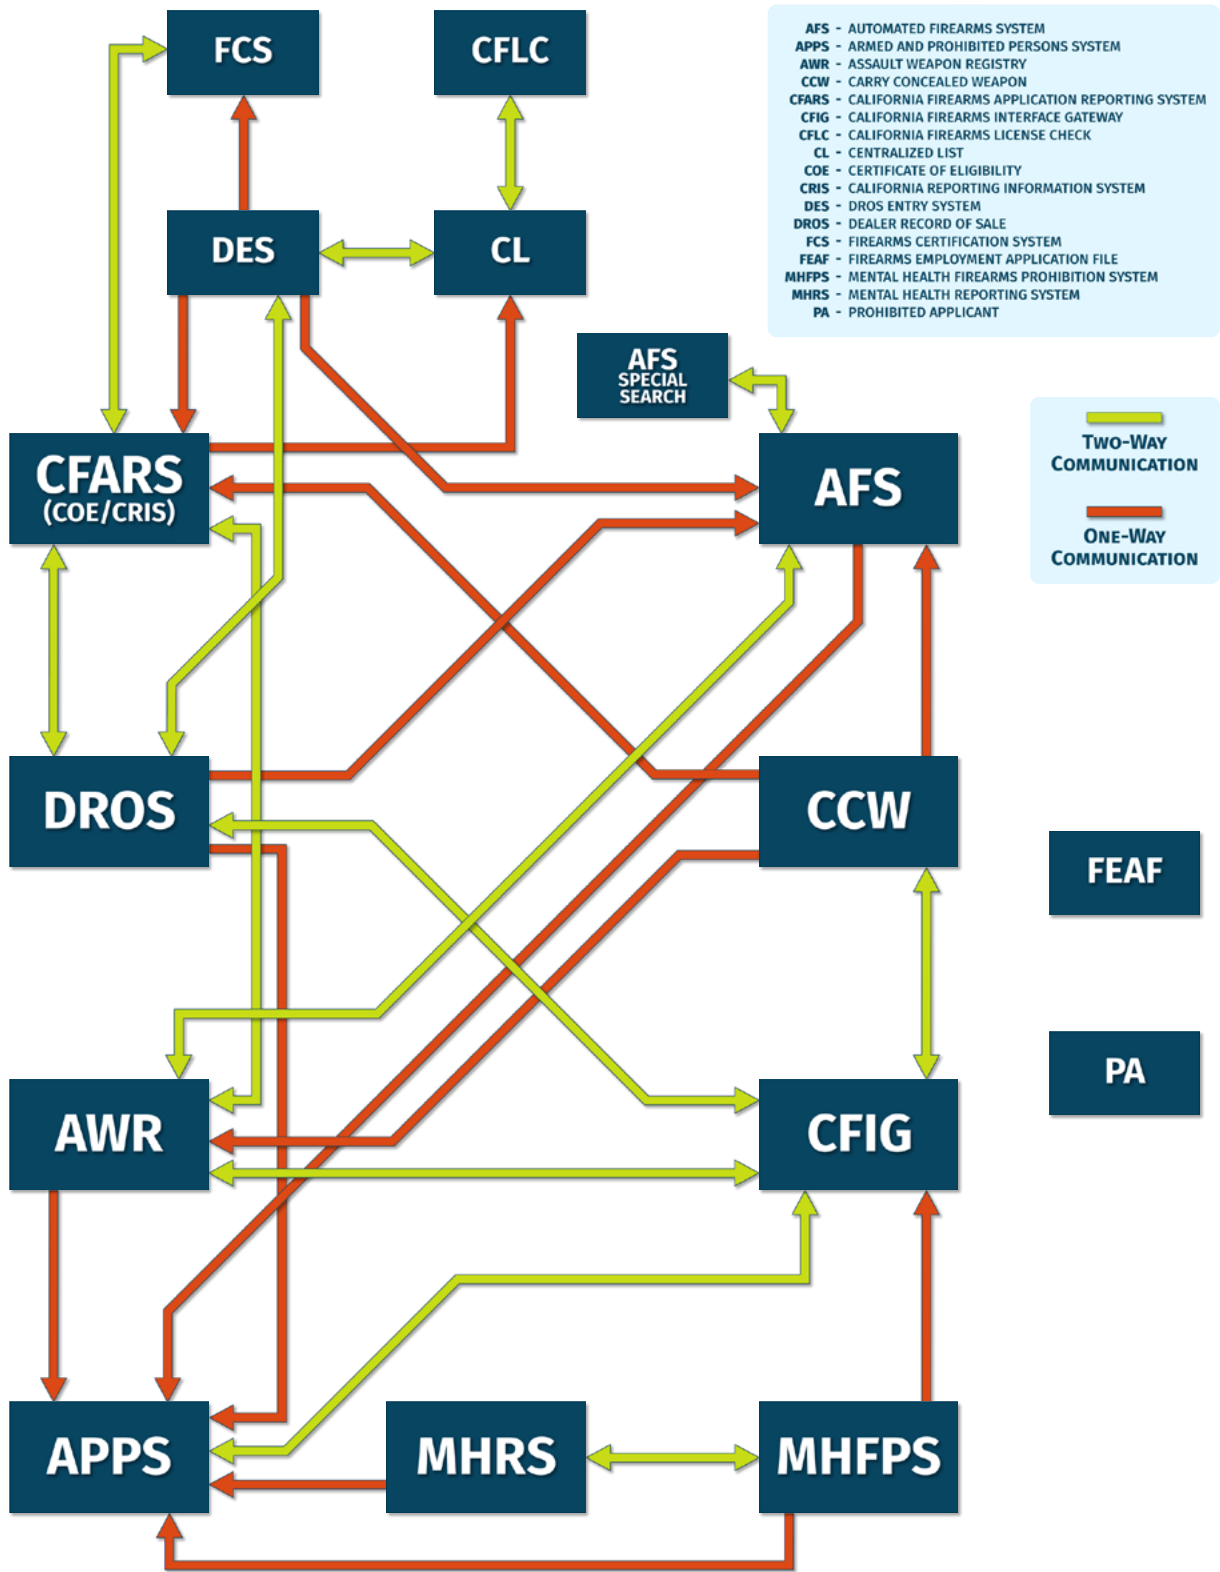 FCS
CFLC
AFS - AUTOMATED FIREARMS SYSTEM
APPS - ARMED AND PROHIBITED PERSONS SYSTEM
AWR - ASSAULT WEAPON REGISTRY
CCW - CARRY CONCEALED WEAPON
CFARS - CALIFORNIA FIREARMS APPLICATION REPORTING SYSTEM
CFIG - CALIFORNIA FIREARMS INTERFACE GATEWAY
CFLC - CALIFORNIA FIREARMS LICENSE CHECK
CL - CENTRALIZED LIST
COE - CERTIFICATE OF ELIGIBILITY
CRIS - CALIFORNIA REPORTING INFORMATION SYSTEM
DES - DROS ENTRY SYSTEM
DROS - DEALER RECORD OF SALE
FCS - FIREARMS CERTIFICATION SYSTEM
FEAF - FIREARMS EMPLOYMENT APPLICATION FILE
MHFPS - MENTAL HEALTH FIREARMS PROHIBITION SYSTEM
MHRS - MENTAL HEALTH REPORTING SYSTEM
PA - PROHIBITED APPLICANT
DES
CL
AFS
SPECIAL
SEARCH
TWO-WAY
COMMUNICATION
ONE-WAY
COMMUNICATION
CFARS
(COE/CRIS)
AFS
DROS
CCW
FEAF
PA
AWR
CFIG
APPS
MHRS
MHFPS